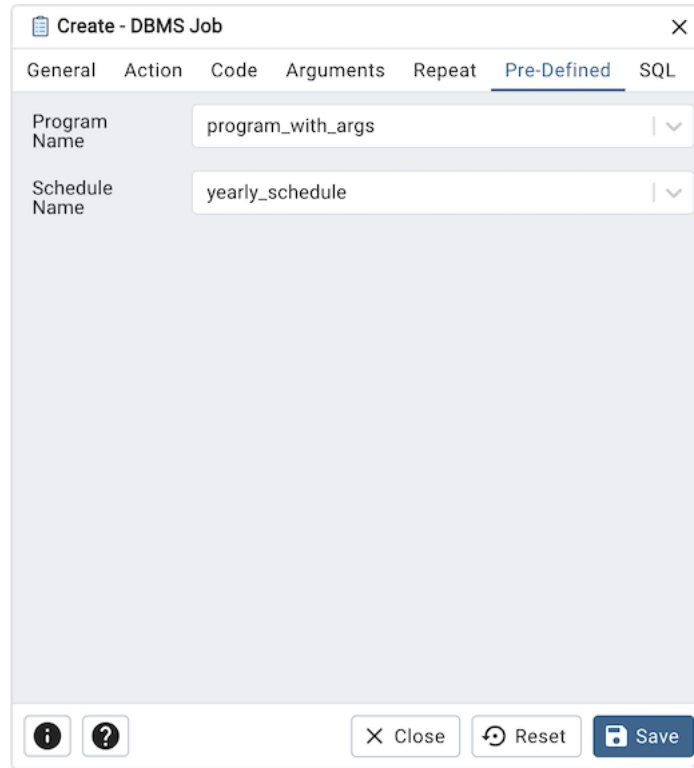 Create - DBMS Job
General Action Code Arguments Repeat Pre-Defined SQL
Program
Name
program_with_args
Schedule
Name
yearly_schedule
Close Reset Save